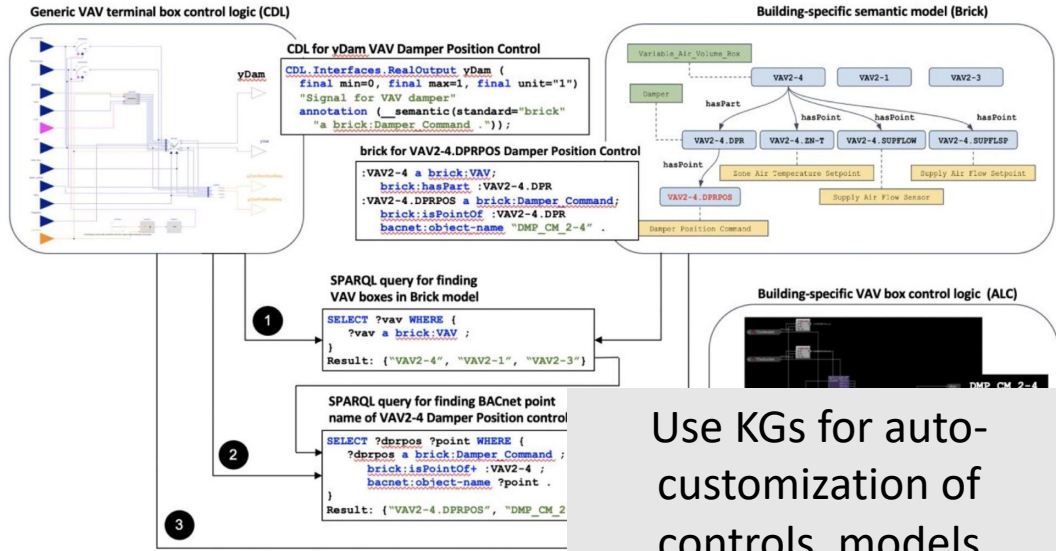 Generic VAV terminal box control logic (CDL)
yDam
CDL for yDam VAV Damper Position Control
CDL.Interfaces.RealOutput yDam (
final min=0, final max=1, final unit="1")
"Signal for VAV damper"
annotation (__semantic(standard="brick"
"a brick:Damper_Command ."));
brick for VAV2-4.DPRPOS Damper Position Control
:VAV2-4 a brick:VAV;
brick:hasPart :VAV2-4.DPR
:VAV2-4.DPRPOS a brick:Damper_Command;
brick:isPointOf :VAV2-4.DPR
bacnet:object-name "DMP_CM_2-4" .
Building-specific semantic model (Brick)
Variable_Air_Volume_Box
VAV2-4
VAV2-1
VAV2-3
Damper
hasPart
hasPoint
hasPoint
hasPoint
VAV2-4.DPR
VAV2-4.ZN-T
VAV2-4.SUPFLOW
VAV2-4.SUPFLSP
hasPoint
Zone Air Temperature Setpoint
Supply Air Flow Setpoint
VAV2-4.DPRPOS
Supply Air Flow Sensor
Damper Position Command
1
SPARQL query for finding
VAV boxes in Brick model
SELECT ?vav WHERE {
?vav a brick:VAV ;
}
Result: {"VAV2-4", "VAV2-1", "VAV2-3"}
Building-specific VAV box control logic (ALC)
DMP_CM_2-4
2
SPARQL query for finding BACnet point
name of VAV2-4 Damper Position control
SELECT ?dprpos ?point WHERE {
?dprpos a brick:Damper_Command ;
brick:isPointOf+ :VAV2-4 ;
bacnet:object-name ?point .
}
Result: {"VAV2-4.DPRPOS", "DMP_CM_2
3
Use KGs for auto-
customization of
controls, models